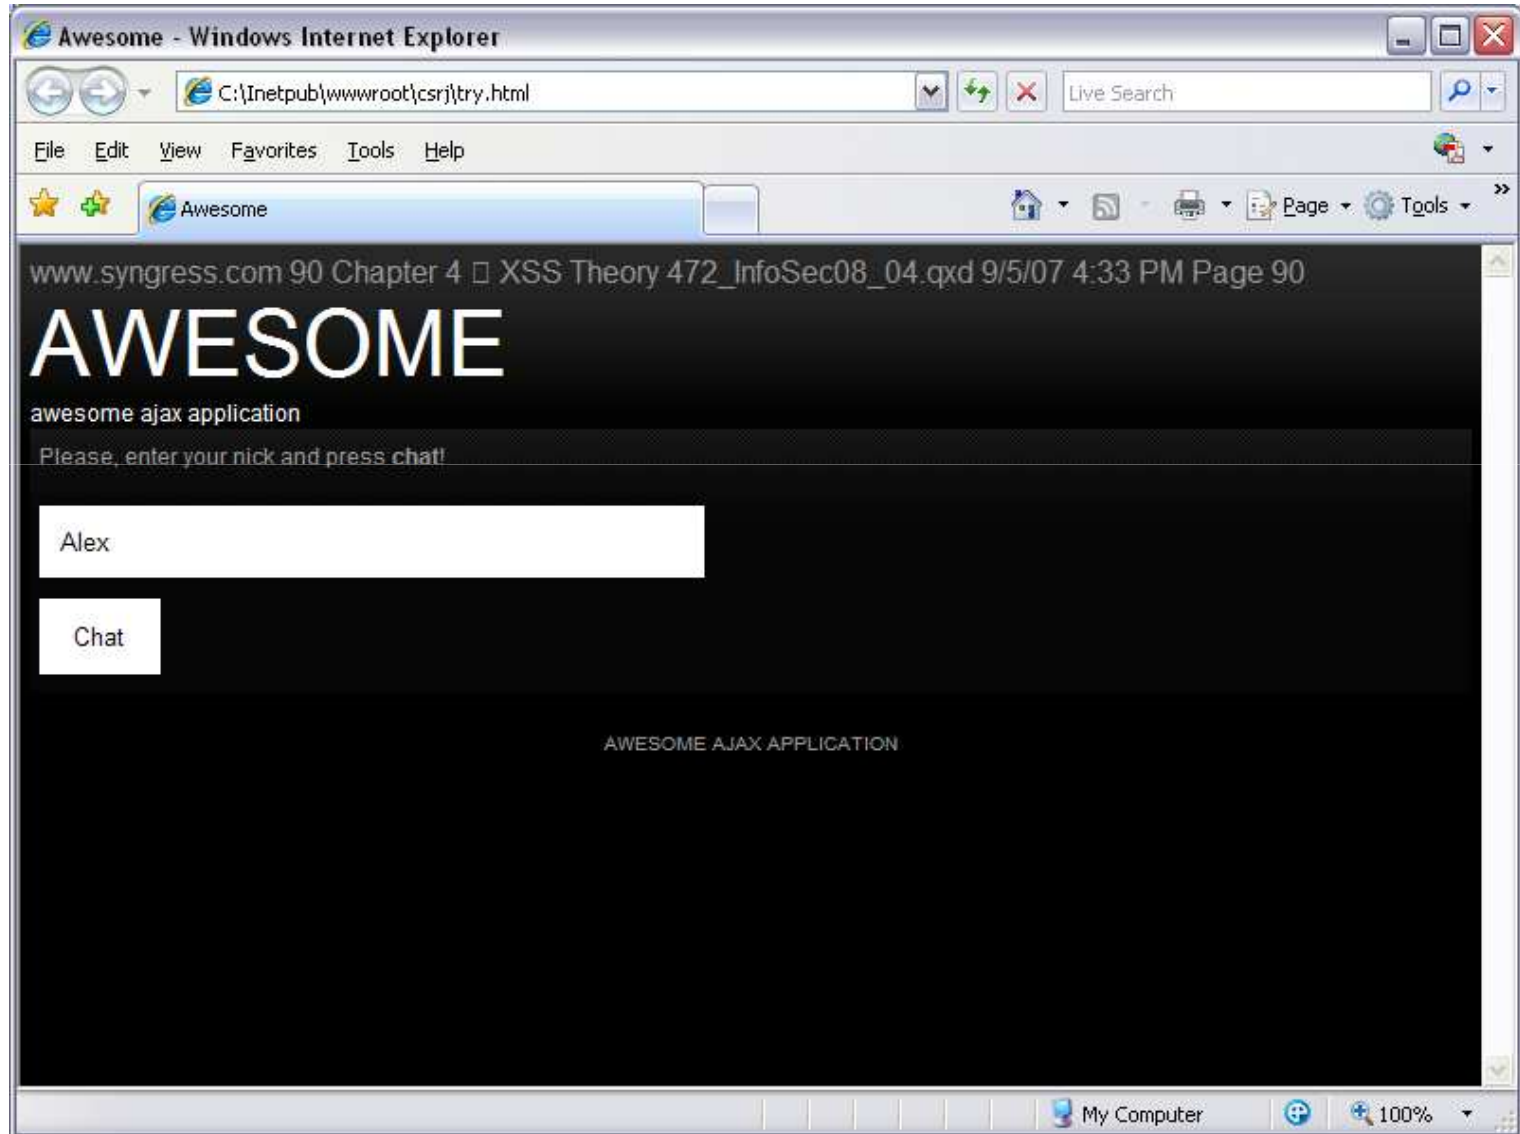 Awesome - Windows Internet Explorer
C:\Inetpub\wwwroot\csrj\try.html
Live Search
File Edit View Favorites Tools Help
Awesome
Page Tools »
www.syngress.com 90 Chapter 4 □ XSS Theory 472_InfoSec08_04.qxd 9/5/07 4:33 PM Page 90
AWESOME
awesome ajax application
Please, enter your nick and press chat!
Alex
Chat
AWESOME AJAX APPLICATION
My Computer 100%